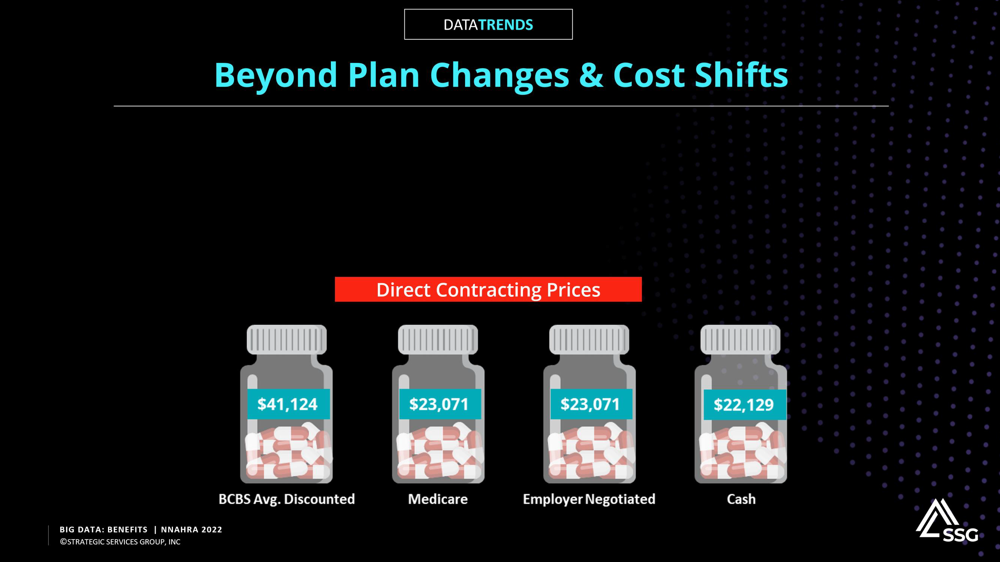 DATATRENDS
Beyond Plan Changes & Cost Shifts
Direct Contracting Prices
$41,124
$23,071
$23,071
$22,129
BCBS Avg. Discounted
Medicare
Employer Negotiated
Cash
BIG DATA: BENEFITS | NNAHRA 2022
©STRATEGIC SERVICES GROUP, INC
SSG